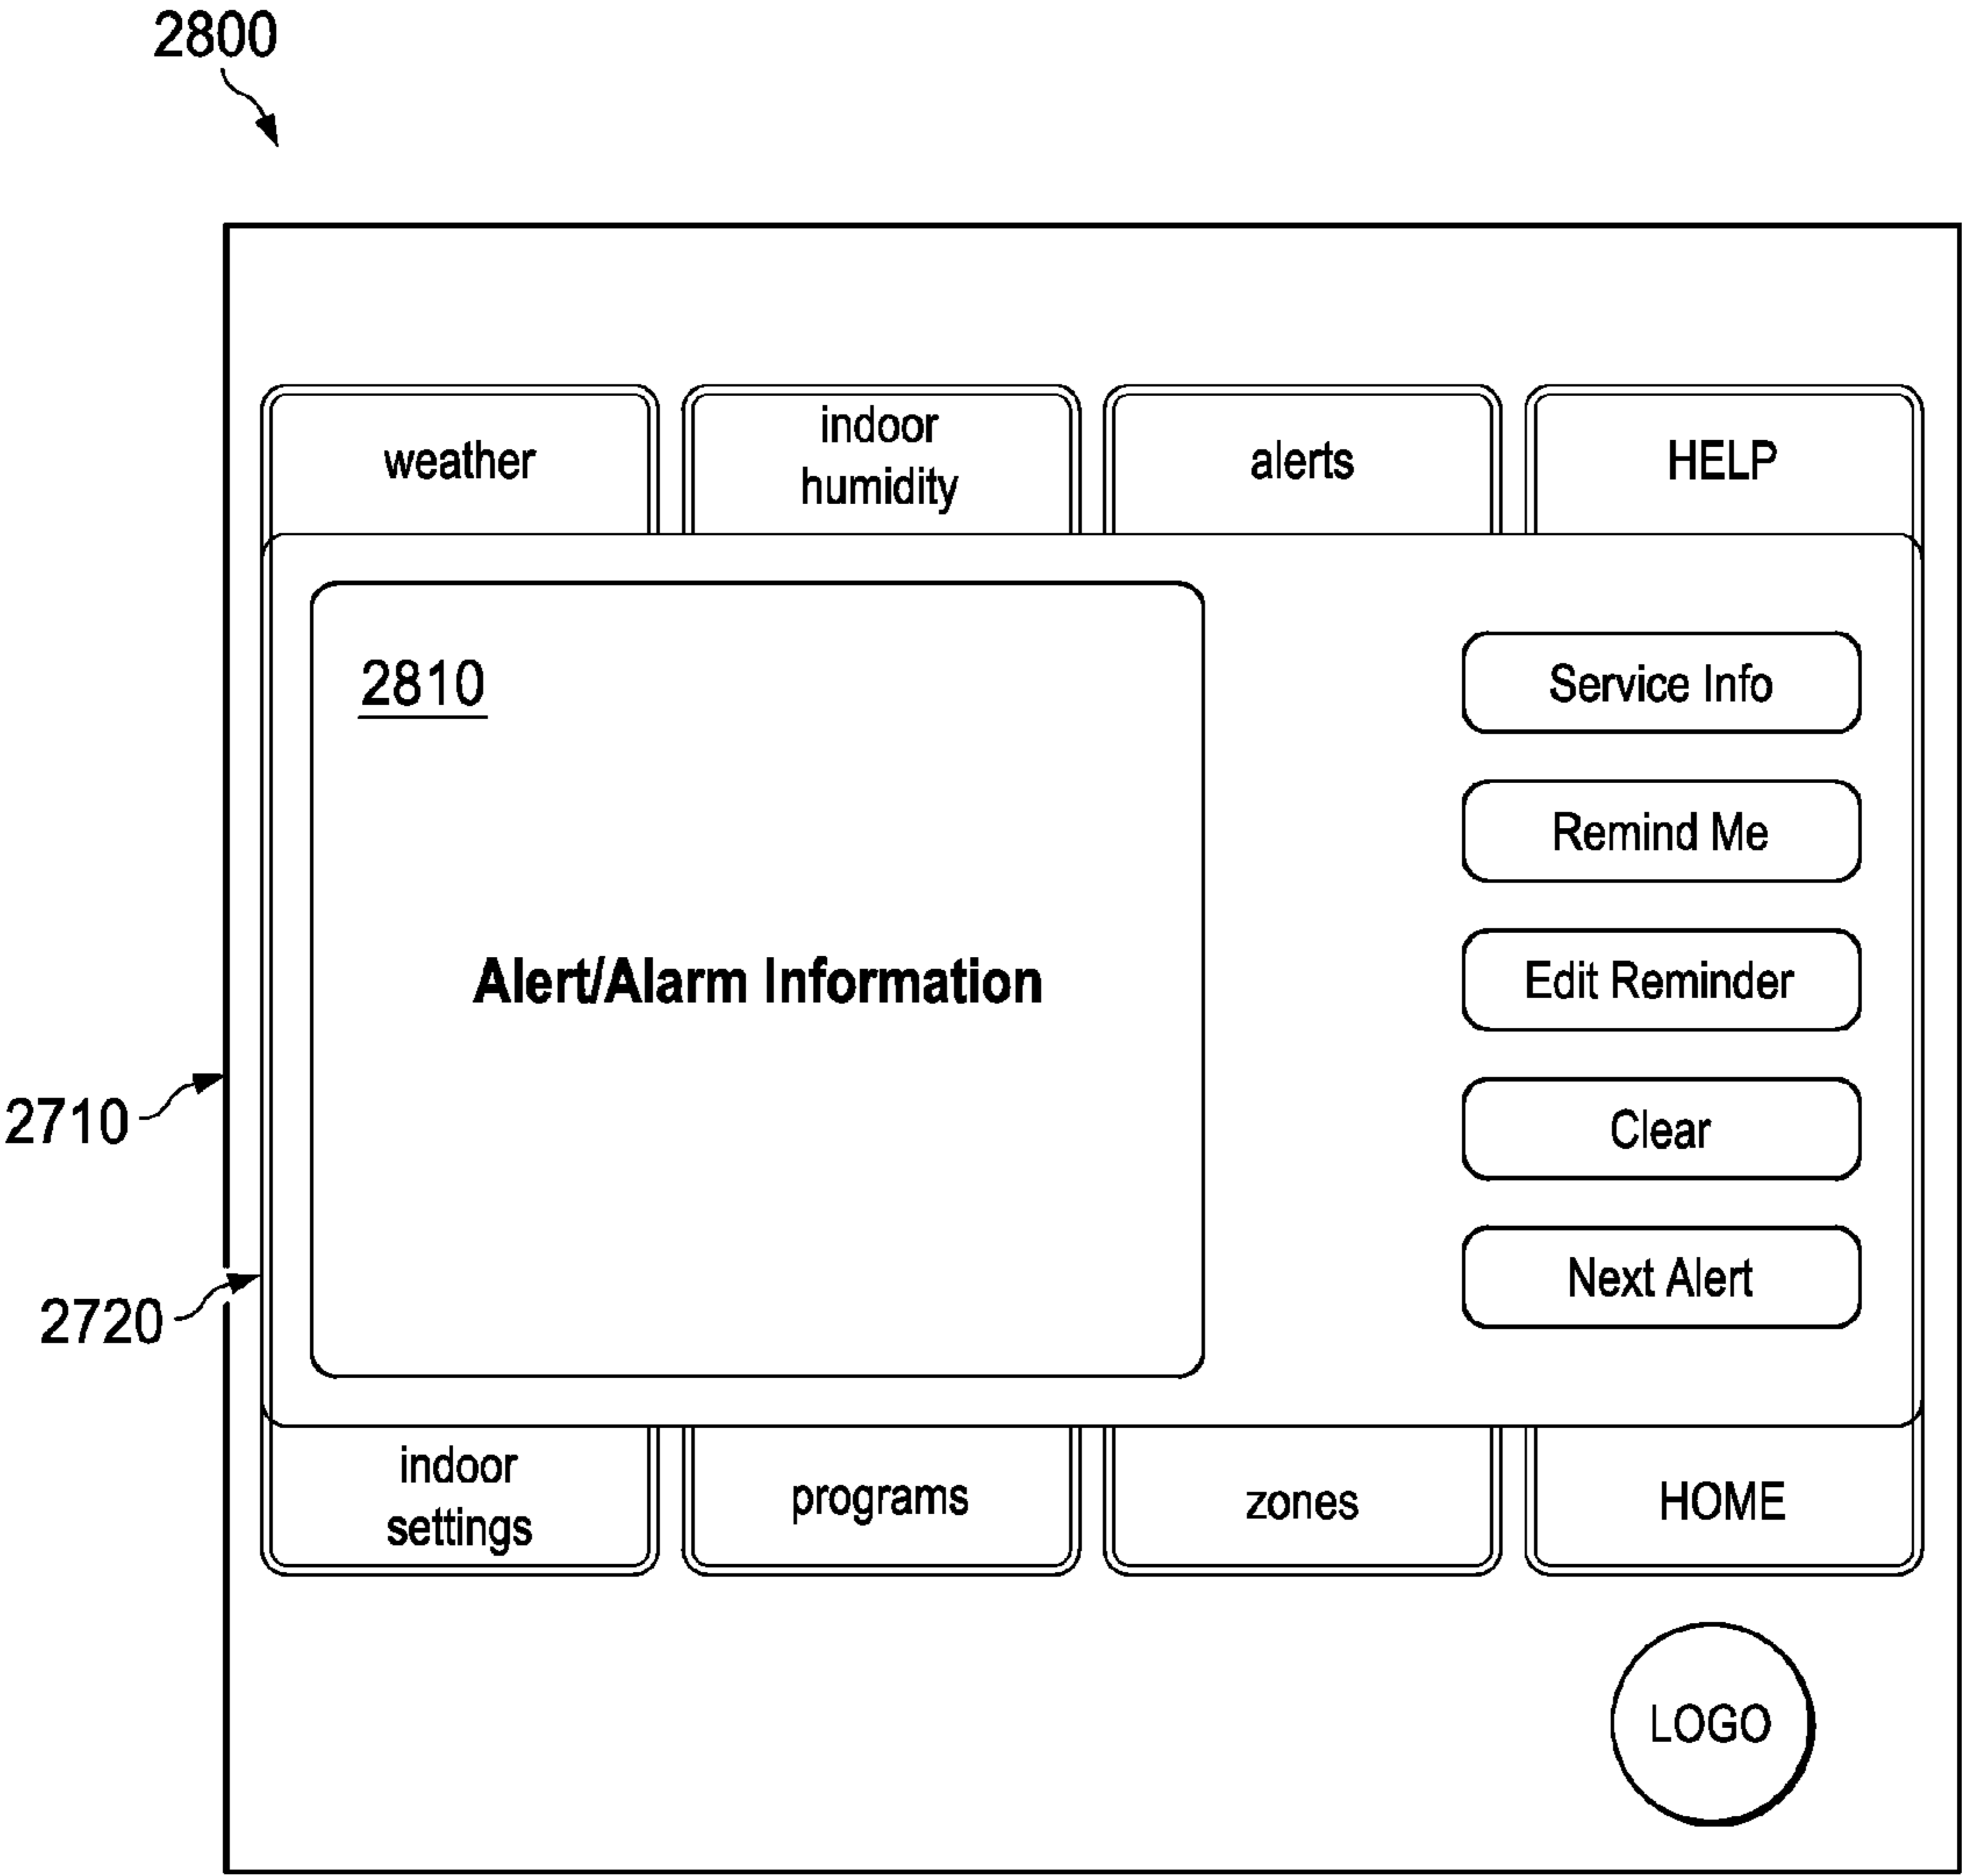 2800
weather
indoor
humidity
alerts
HELP
2810
Alert/Alarm Information
Service Info
Remind Me
Edit Reminder
Clear
Next Alert
2710
2720
indoor
settings
programs
zones
HOME
LOGO